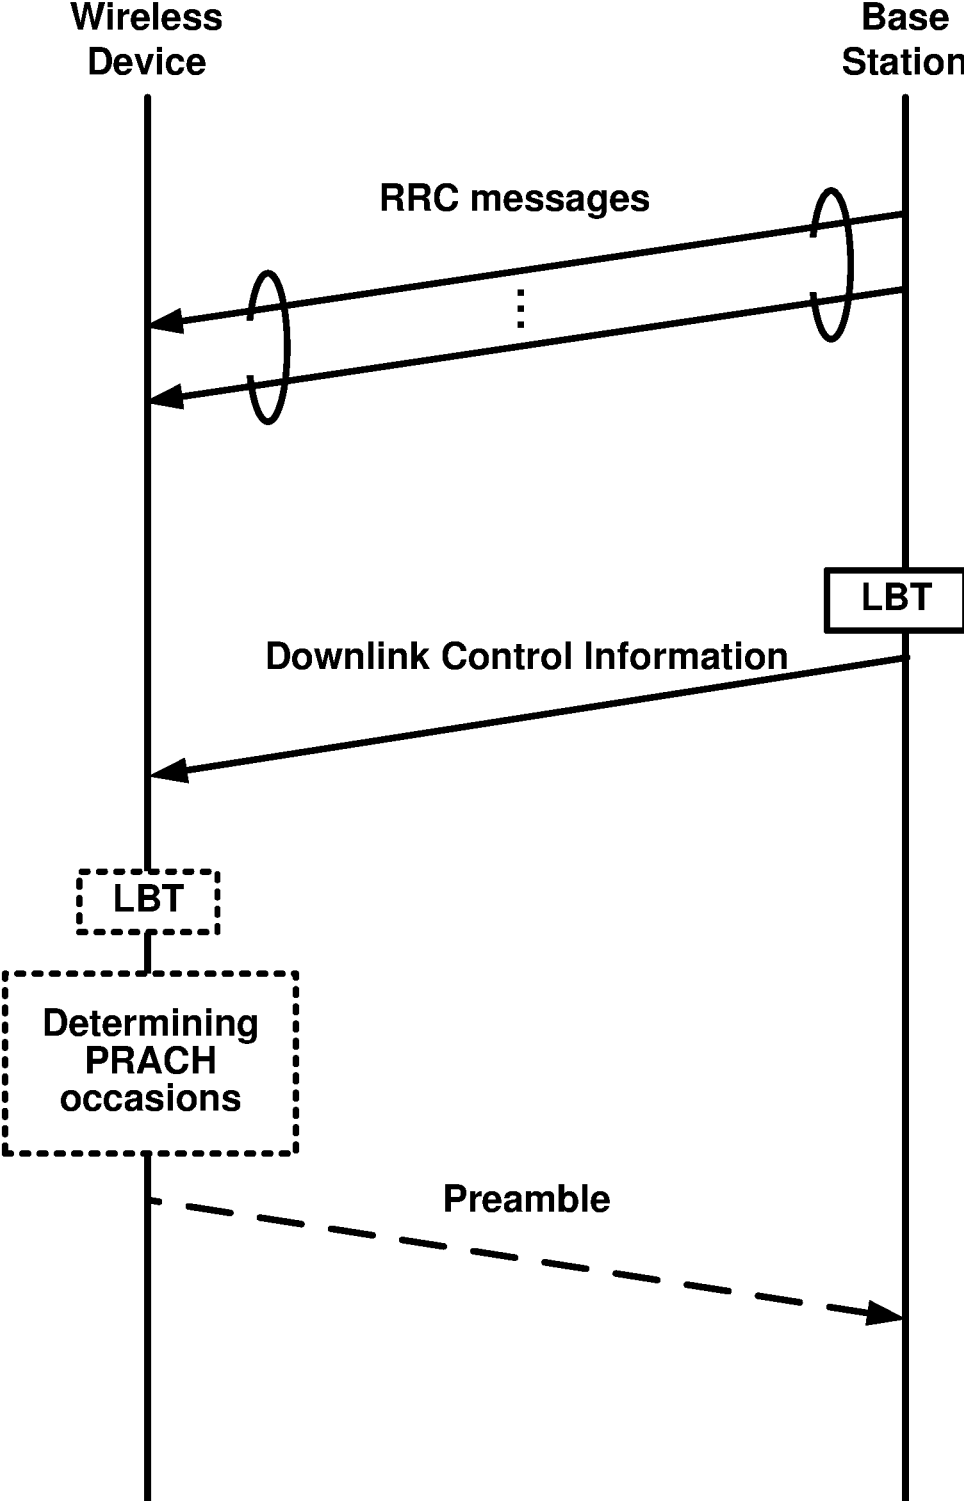 Wireless
Device
Base
Station
RRC messages
LBT
Downlink Control Information
LBT
Determining
PRACH
occasions
Preamble